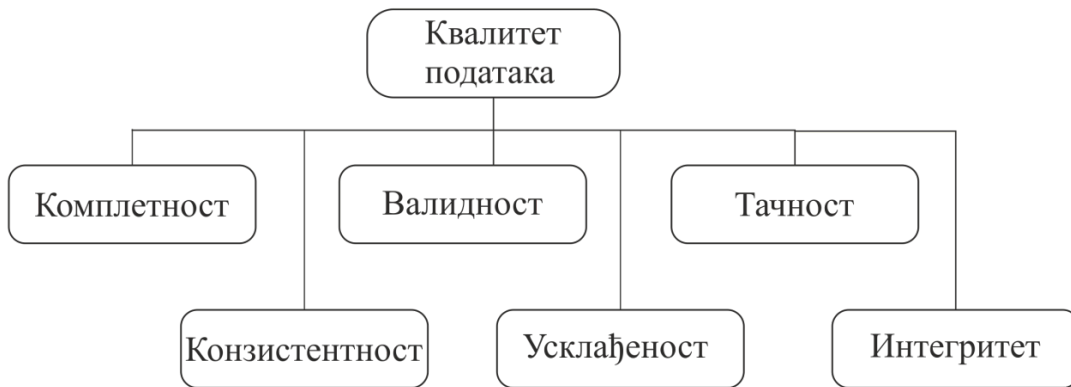 Квалитет
података
Комплетност
Валидност
Тачност
Конзистентност
Усклађеност
Интегритет